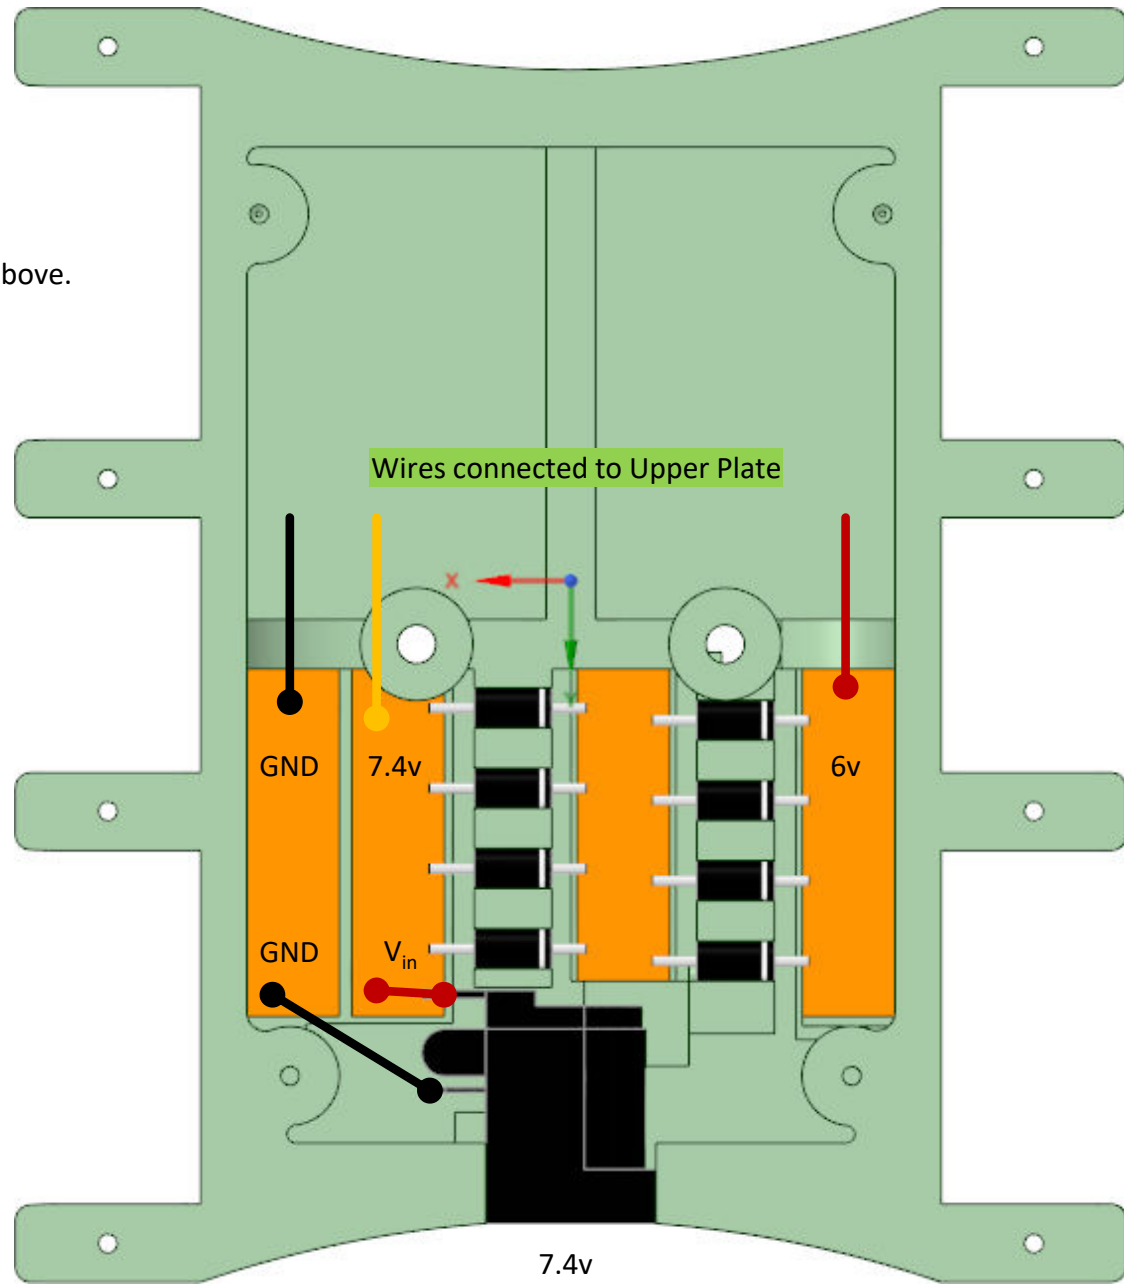 bove.
Wires connected to Upper Plate
X
GND 7.4v 6v
GND Vin
7.4v